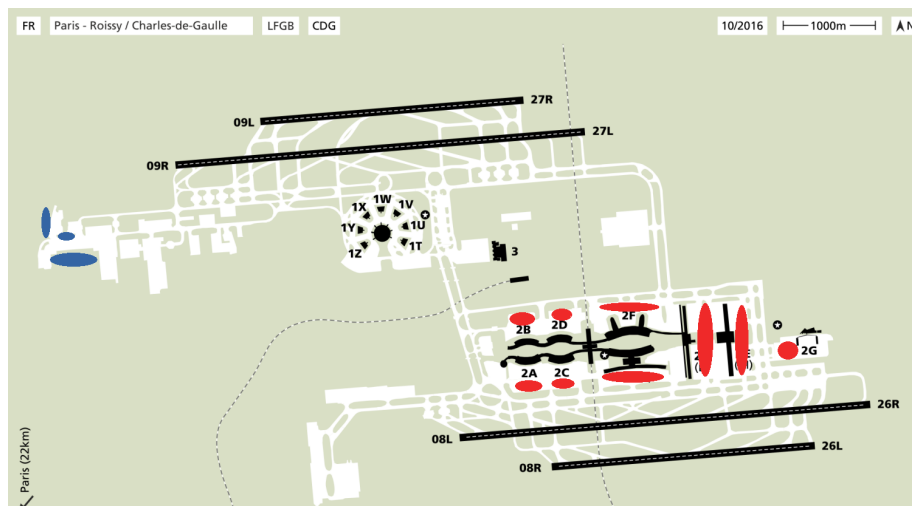 FR
Paris - Roissy / Charles-de-Gaulle
LFGB
CDG
10/2016
1000m
N
27R
09L
27L
09R
1W
1X
1V
1Y
1U
1Z
1T
3
2F
2B
2D
2G
2A
2C
26R
08L
26L
08R
Paris (22km)